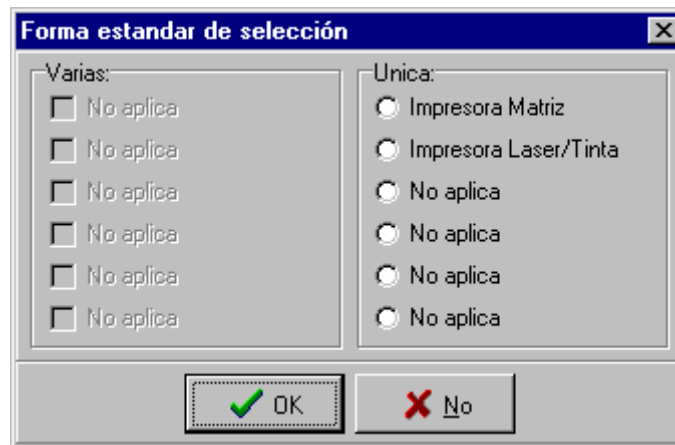 Forma estandar de selección
Varias:
No aplica
No aplica
No aplica
No aplica
No aplica
No aplica
Unica:
Impresora Matriz
Impresora Laser/Tinta
No aplica
No aplica
No aplica
No aplica
OK
No